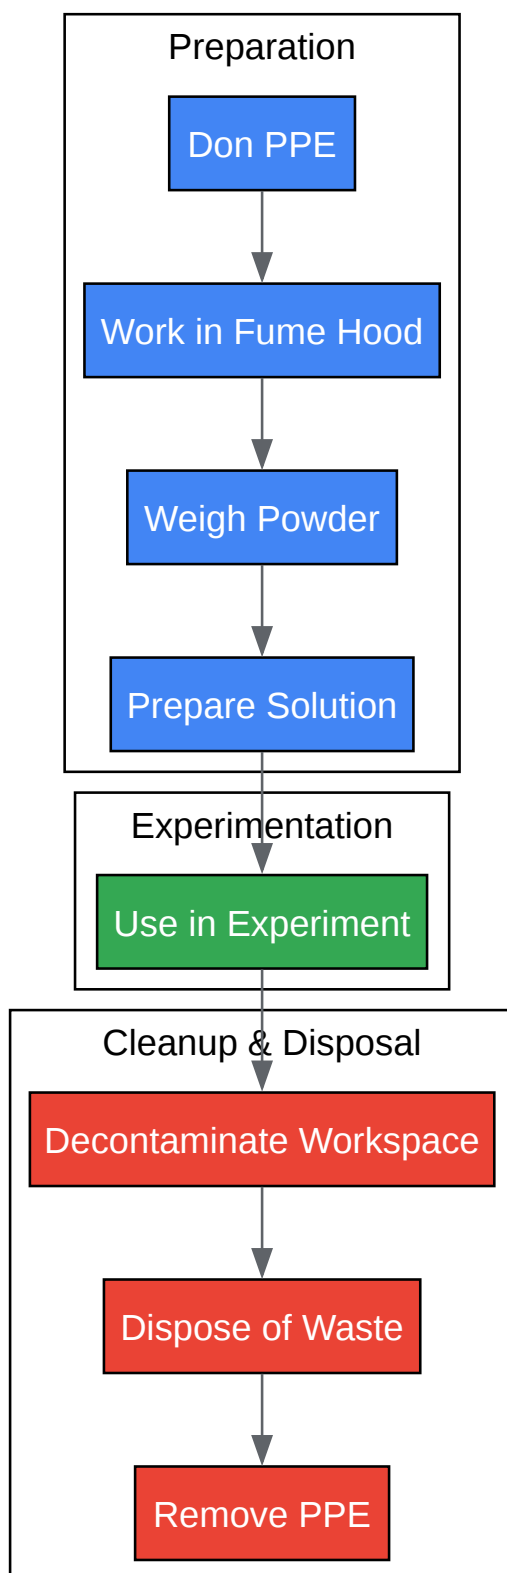 Preparation
Don PPE
Work in Fume Hood
Weigh Powder
Prepare Solution
Experimentation
Use in Experiment
Cleanup & Disposal
Decontaminate Workspace
Dispose of Waste
Remove PPE